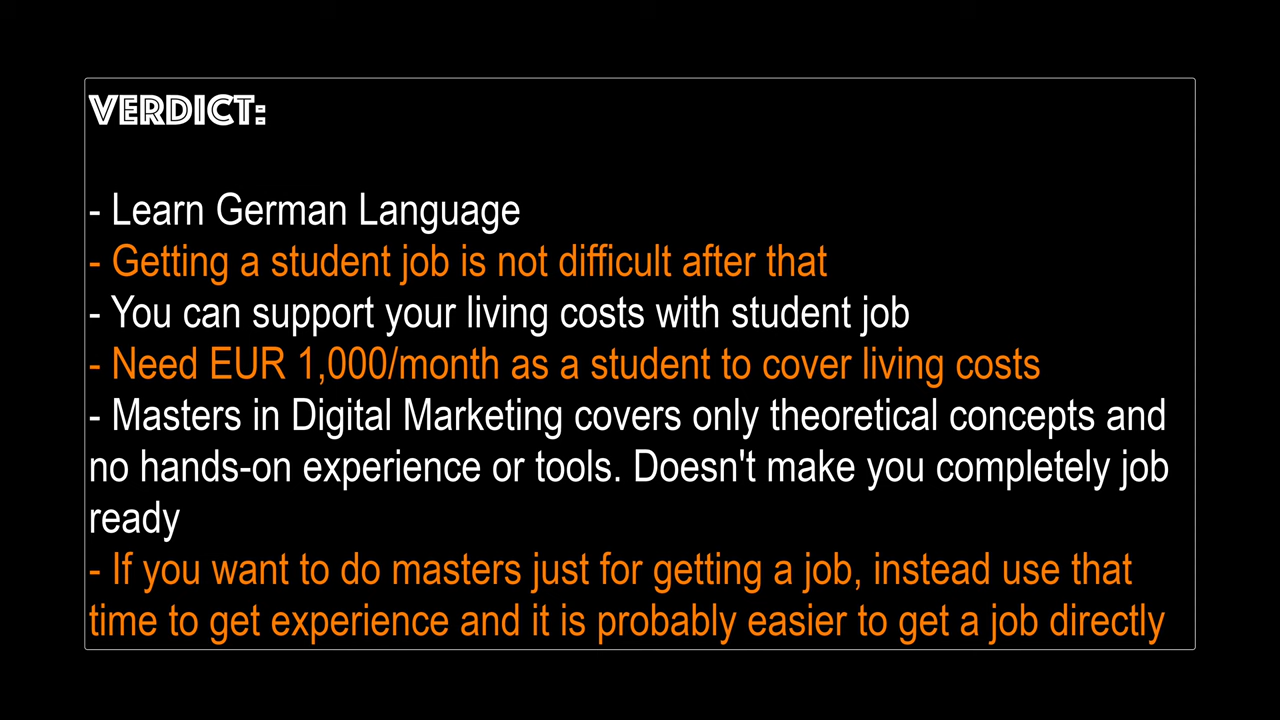 VERDICT:
- Learn German Language
- Getting a student job is not difficult after that
- You can support your living costs with student job
- Need EUR 1,000/month as a student to cover living costs
- Masters in Digital Marketing covers only theoretical concepts and
no hands-on experience or tools. Doesn't make you completely job
ready
- If you want to do masters just for getting a job, instead use that
time to get experience and it is probably easier to get a job directly